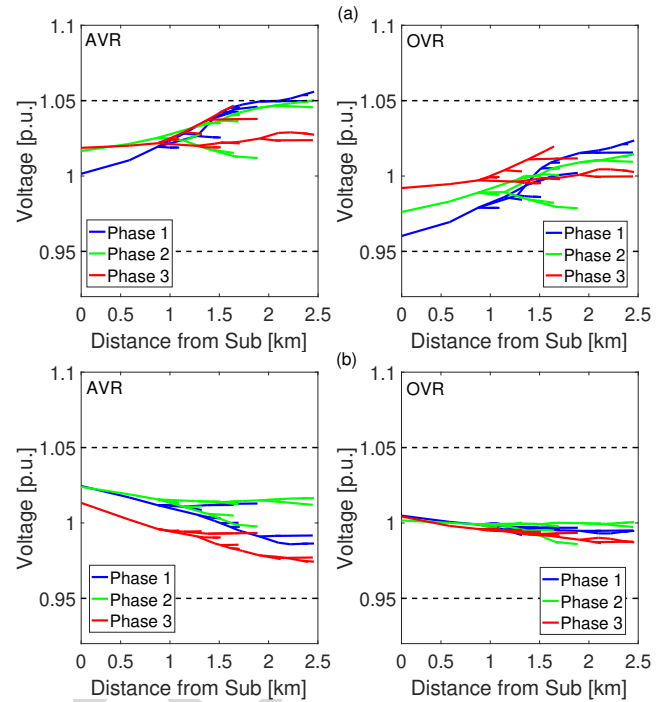 (a)
AVR
OVR
1.1
1.05
1
0.95
Voltage [p.u.]
Phase 1
Phase 2
Phase 3
0 0.5 1 1.5 2 2.5
Distance from Sub [km]
1.1
1.05
1
0.95
Voltage [p.u.]
Phase 1
Phase 2
Phase 3
0 0.5 1 1.5 2 2.5
Distance from Sub [km]
(b)
AVR
OVR
1.1
1.05
1
0.95
Voltage [p.u.]
Phase 1
Phase 2
Phase 3
0 0.5 1 1.5 2 2.5
Distance from Sub [km]
1.1
1.05
1
0.95
Voltage [p.u.]
Phase 1
Phase 2
Phase 3
0 0.5 1 1.5 2 2.5
Distance from Sub [km]